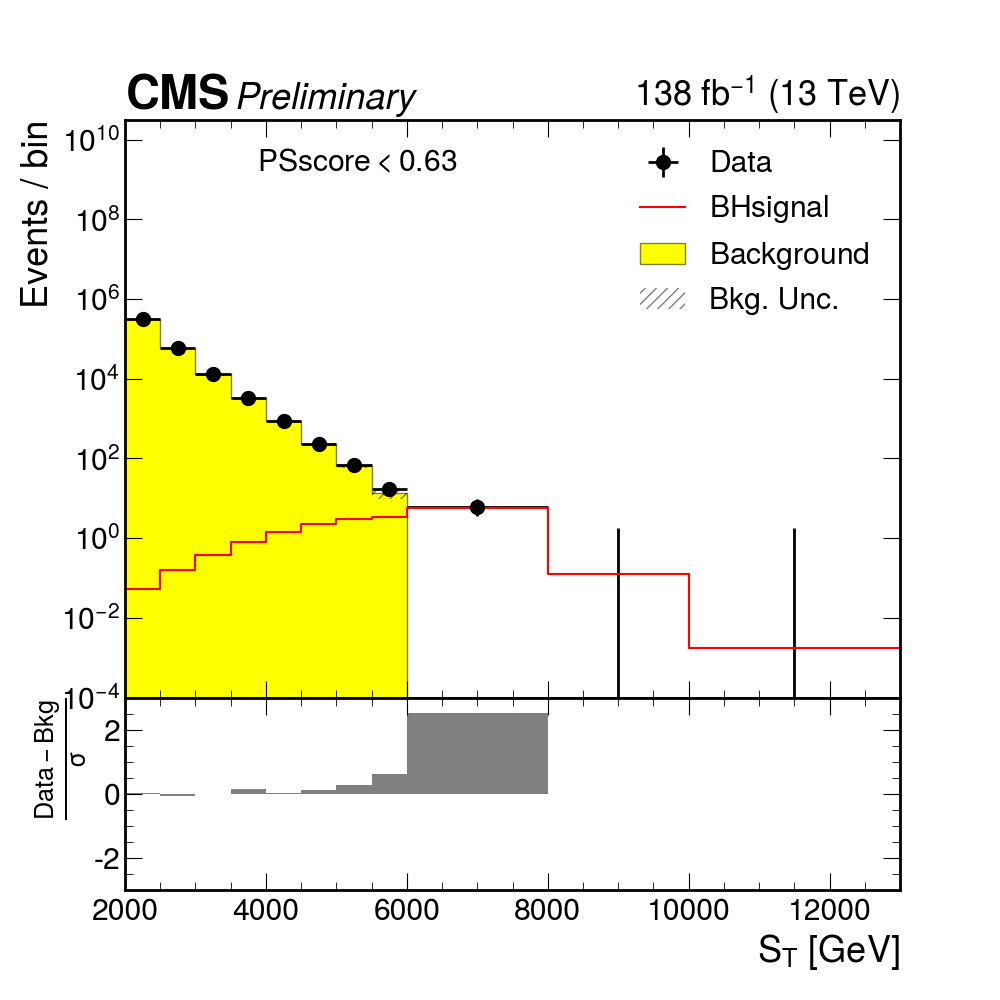 CMS Preliminary
138 fb⁻¹ (13 TeV)
Events / bin
10¹⁰
10⁸
10⁶
10⁴
10²
10⁰
10⁻²
10⁻⁴
PSscore < 0.63
Data
BHsignal
Background
Bkg. Unc.
Data − Bkg
σ
2
0
-2
2000 4000 6000 8000 10000 12000
S_T [GeV]